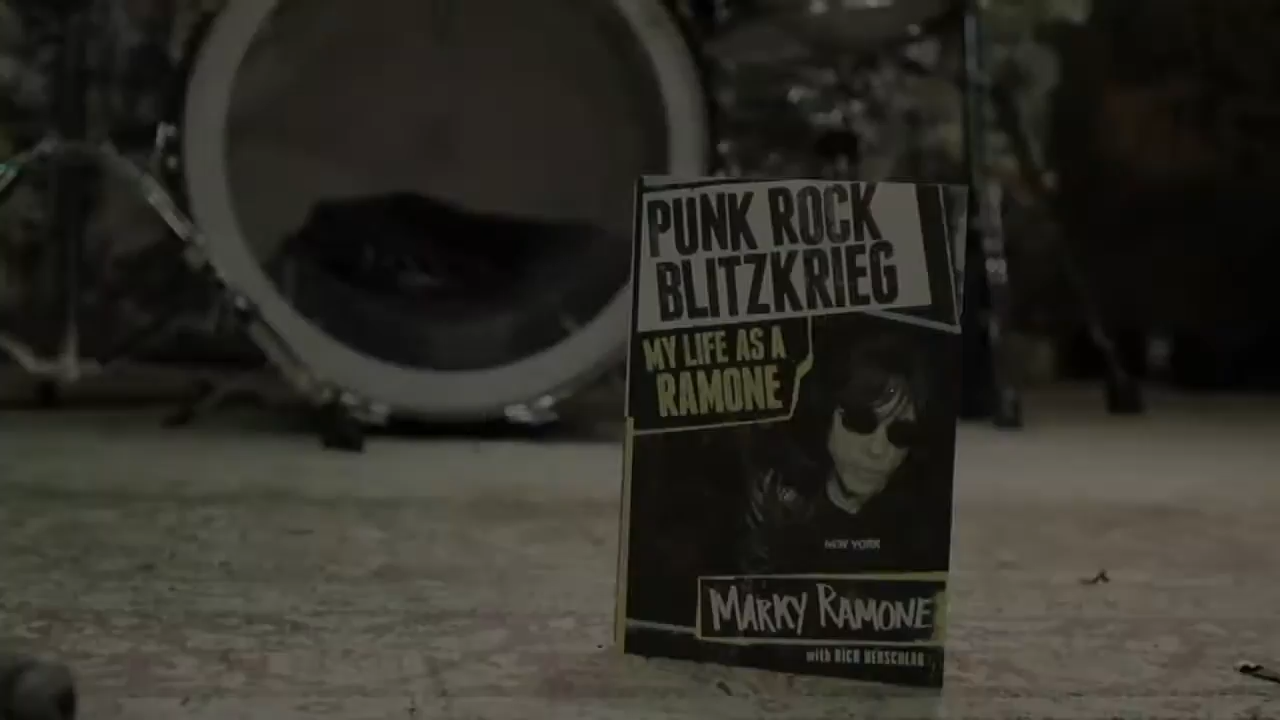 PUNK ROCK
BLITZKRIEG
MY LIFE AS A
RAMONE
NEW YORK
MARKY RAMONE
with RICH HERSCHLAG